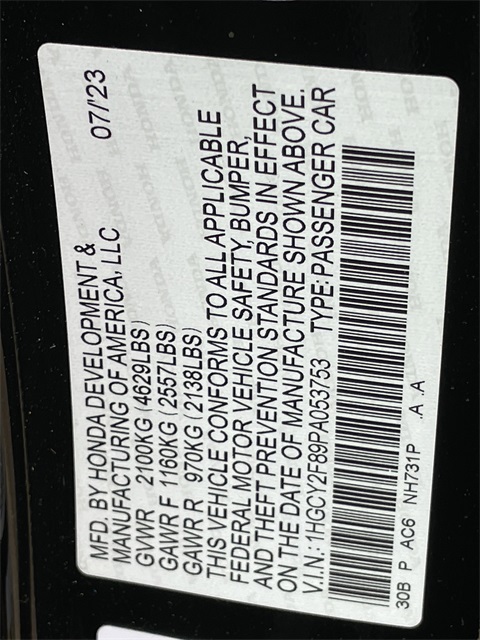 MFD. BY HONDA DEVELOPMENT &
MANUFACTURING OF AMERICA, LLC 07/'23
GVWR 2100KG (4629LBS)
GAWR F 1160KG (2557LBS)
GAWR R 970KG (2138LBS)
THIS VEHICLE CONFORMS TO ALL APPLICABLE
FEDERAL MOTOR VEHICLE SAFETY, BUMPER,
AND THEFT PREVENTION STANDARDS IN EFFECT
ON THE DATE OF MANUFACTURE SHOWN ABOVE.
V.I.N.: 1HGCY2F89PA053753 TYPE: PASSENGER CAR
30B P AC6 NH731P .A .A